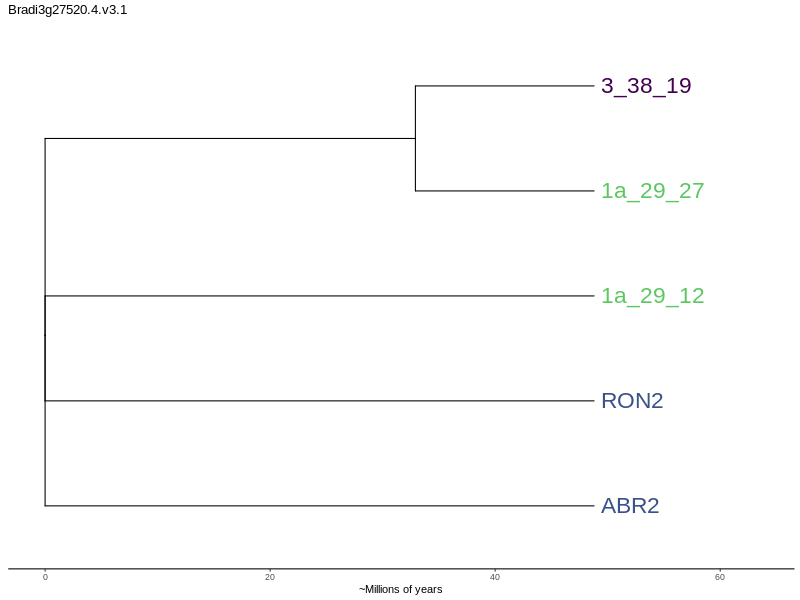 Bradi3g27520.4.v3.1
3_38_19
1a_29_27
1a_29_12
RON2
ABR2
0 20 40 60
~Millions of years